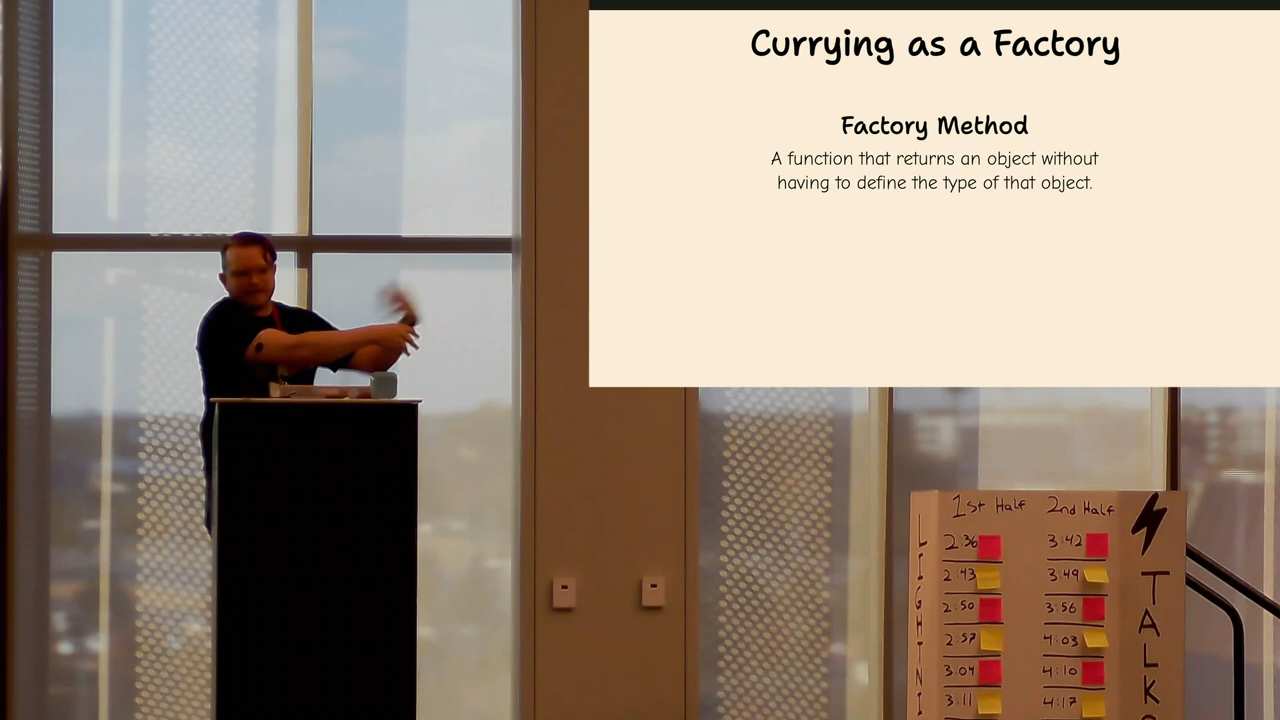 Currying as a Factory
Factory Method
A function that returns an object without
having to define the type of that object.
1st Half 2nd Half
2:36 3:42
2:43 3:49
2:50 3:56
2:57 4:03
3:04 4:10
3:11 4:17
LIGHTNI
TALKS